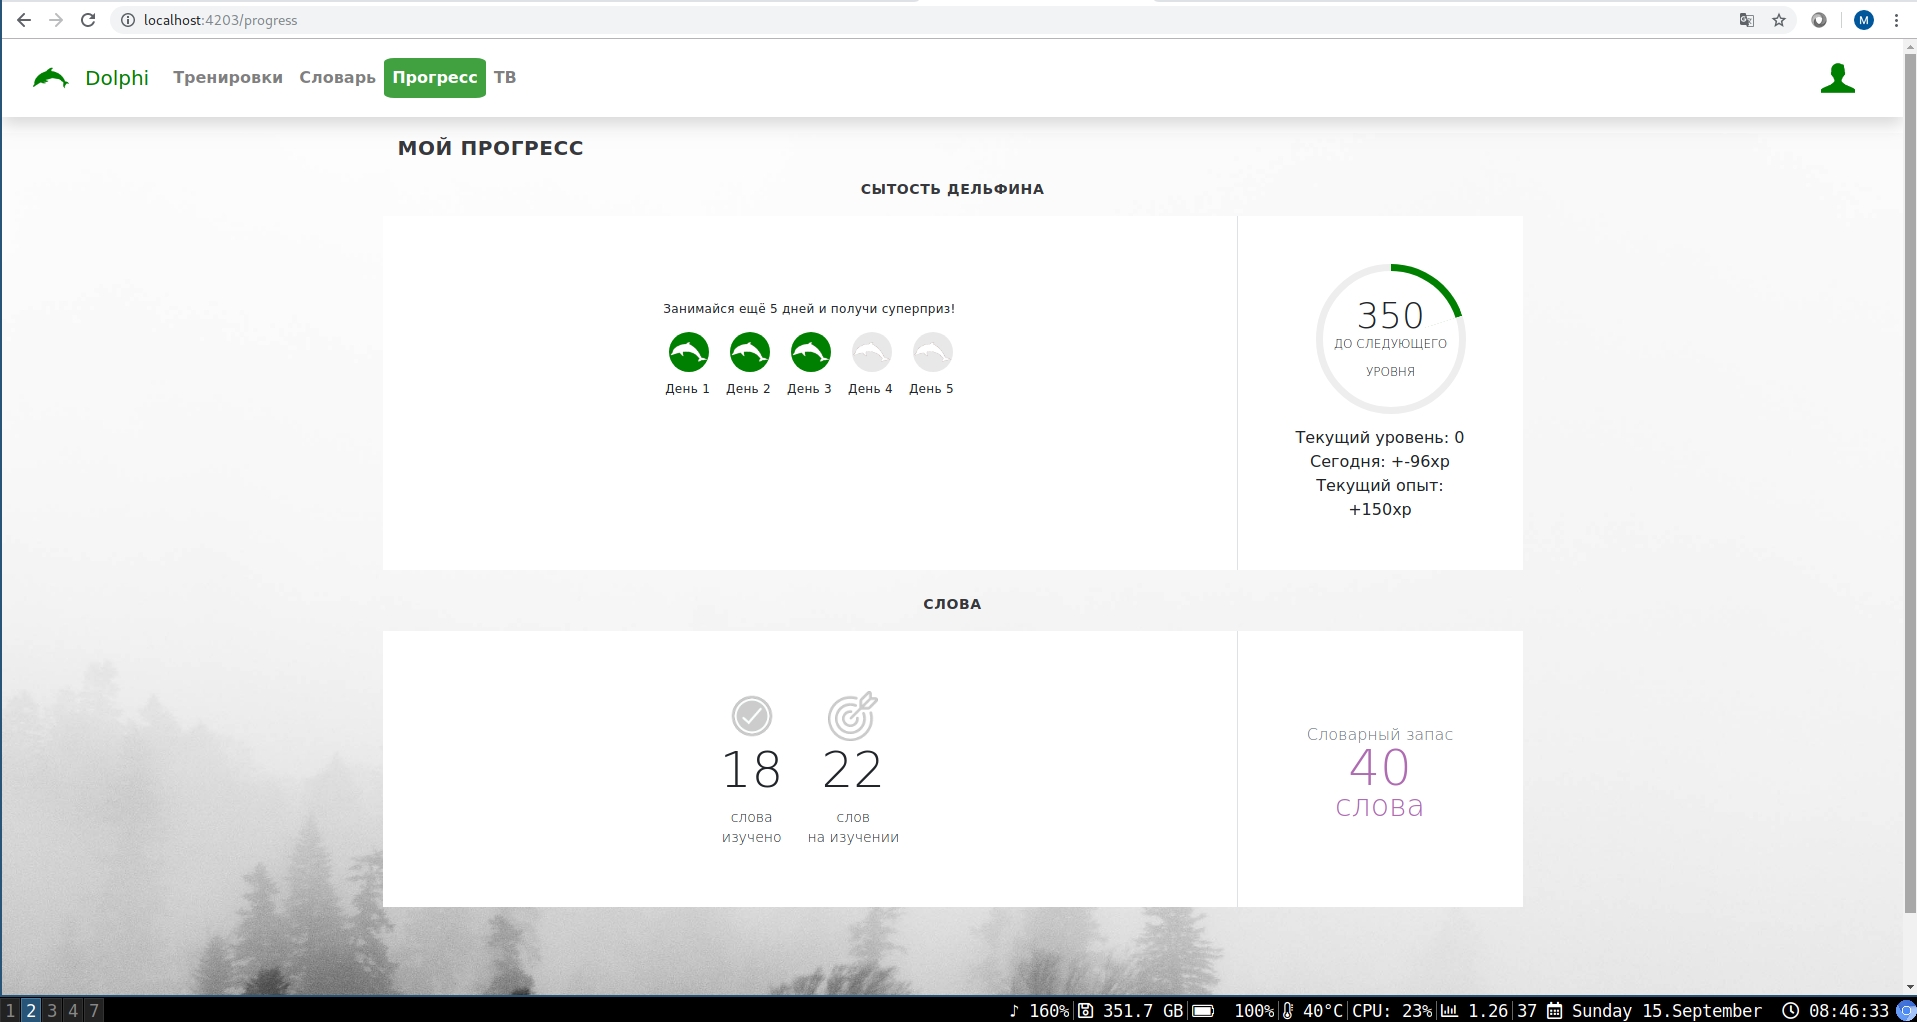 localhost:4203/progress
M
Dolphi Тренировки Словарь Прогресс ТВ
МОЙ ПРОГРЕСС
СЫТОСТЬ ДЕЛЬФИНА
Занимайся ещё 5 дней и получи суперприз!
День 1 День 2 День 3 День 4 День 5
350
ДО СЛЕДУЮЩЕГО
УРОВНЯ
Текущий уровень: 0
Сегодня: +-96xp
Текущий опыт:
+150xp
СЛОВА
18 22
слова слов
изучено на изучении
Словарный запас
40
слова
1 2 3 4 7 ♪ 160% 351.7 GB 100% 40°C CPU: 23% 1.26 37 Sunday 15.September 08:46:33